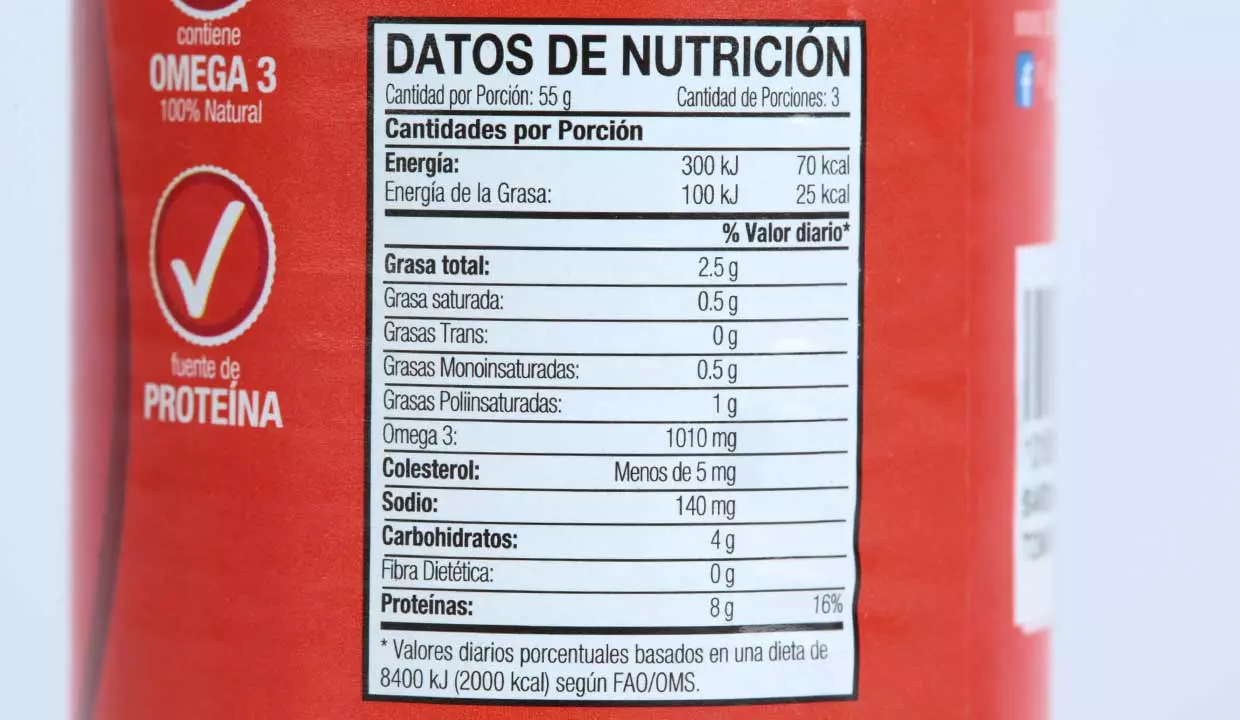 contiene
OMEGA 3
100% Natural
fuente de
PROTEÍNA
DATOS DE NUTRICIÓN
Cantidad por Porción: 55 g Cantidad de Porciones: 3
Cantidades por Porción
Energía: 300 kJ 70 kcal
Energía de la Grasa: 100 kJ 25 kcal
% Valor diario*
Grasa total: 2.5 g
Grasa saturada: 0.5 g
Grasas Trans: 0 g
Grasas Monoinsaturadas: 0.5 g
Grasas Poliinsaturadas: 1 g
Omega 3: 1010 mg
Colesterol: Menos de 5 mg
Sodio: 140 mg
Carbohidratos: 4 g
Fibra Dietética: 0 g
Proteínas: 8 g 16%
* Valores diarios porcentuales basados en una dieta de
8400 kJ (2000 kcal) según FAO/OMS.
f